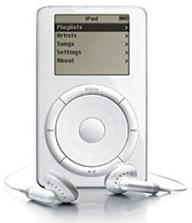 iPod
Playlists >
Artists >
Songs >
Settings >
About >